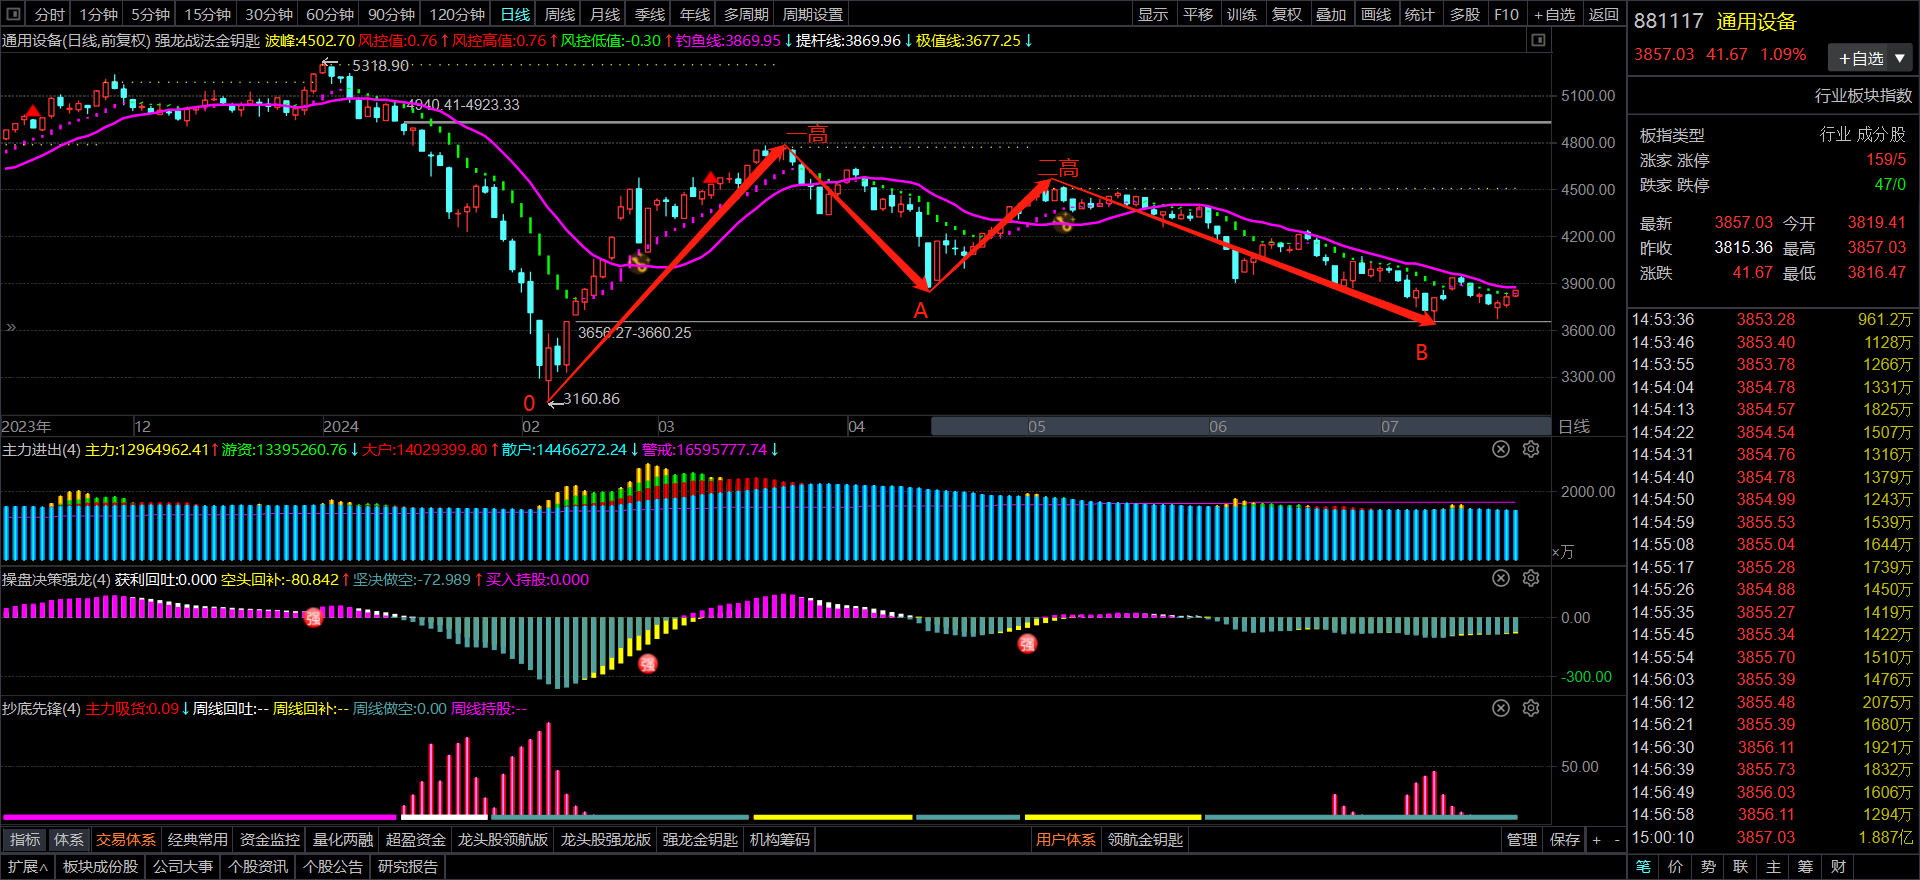 分时 1分钟 5分钟 15分钟 30分钟 60分钟 90分钟 120分钟 日线 周线 月线 季线 年线 多周期 周期设置 显示 平移 训练 复权 叠加 画线 统计 多股 F10 +自选 返回
通用设备(日线,前复权) 强龙战法金钥匙 波峰:4502.70 风控值:0.76↑风控高值:0.76↑风控低值:-0.30↑钓鱼线:3869.95↓提杆线:3869.96↓极值线:3677.25↓
5318.90
4940.41-4923.33
一高
二高
3656.27-3660.25
A
B
0
3160.86
5100.00
4800.00
4500.00
4200.00
3900.00
3600.00
3300.00
2023年 12 2024 02 03 04 05 06 07 日线
主力进出(4) 主力:12964962.41↑游资:13395260.76↓大户:14029399.80↑散户:14466272.24↓警戒:16595777.74↓
2000.00
×万
操盘决策强龙(4) 获利回吐:0.000 空头回补:-80.842↑坚决做空:-72.989↑买入持股:0.000
强
强
强
0.00
-300.00
抄底先锋(4) 主力吸货:0.09↓周线回吐:-- 周线回补:-- 周线做空:0.00 周线持股:--
50.00
指标 体系 交易体系 经典常用 资金监控 量化两融 超盈资金 龙头股领航版 龙头股强龙版 强龙金钥匙 机构筹码 用户体系 领航金钥匙 管理 保存 + -
扩展∧ 板块成份股 公司大事 个股资讯 个股公告 研究报告
881117 通用设备
3857.03 41.67 1.09% +自选 ▼
行业板块指数
板指类型 行业 成分股
涨家 涨停 159/5
跌家 跌停 47/0
最新 3857.03 今开 3819.41
昨收 3815.36 最高 3857.03
涨跌 41.67 最低 3816.47
14:53:36 3853.28 961.2万
14:53:46 3853.40 1128万
14:53:55 3853.78 1266万
14:54:04 3854.78 1331万
14:54:13 3854.57 1825万
14:54:22 3854.54 1507万
14:54:31 3854.76 1316万
14:54:40 3854.78 1379万
14:54:50 3854.99 1243万
14:54:59 3855.53 1539万
14:55:08 3855.04 1644万
14:55:17 3855.28 1739万
14:55:26 3854.88 1450万
14:55:35 3855.27 1419万
14:55:45 3855.34 1422万
14:55:54 3855.70 1510万
14:56:03 3855.39 1476万
14:56:12 3855.48 2075万
14:56:21 3855.39 1680万
14:56:30 3856.11 1921万
14:56:39 3855.73 1832万
14:56:49 3856.03 1606万
14:56:58 3856.11 1294万
15:00:10 3857.03 1.887亿
笔 价 势 联 主 筹 财